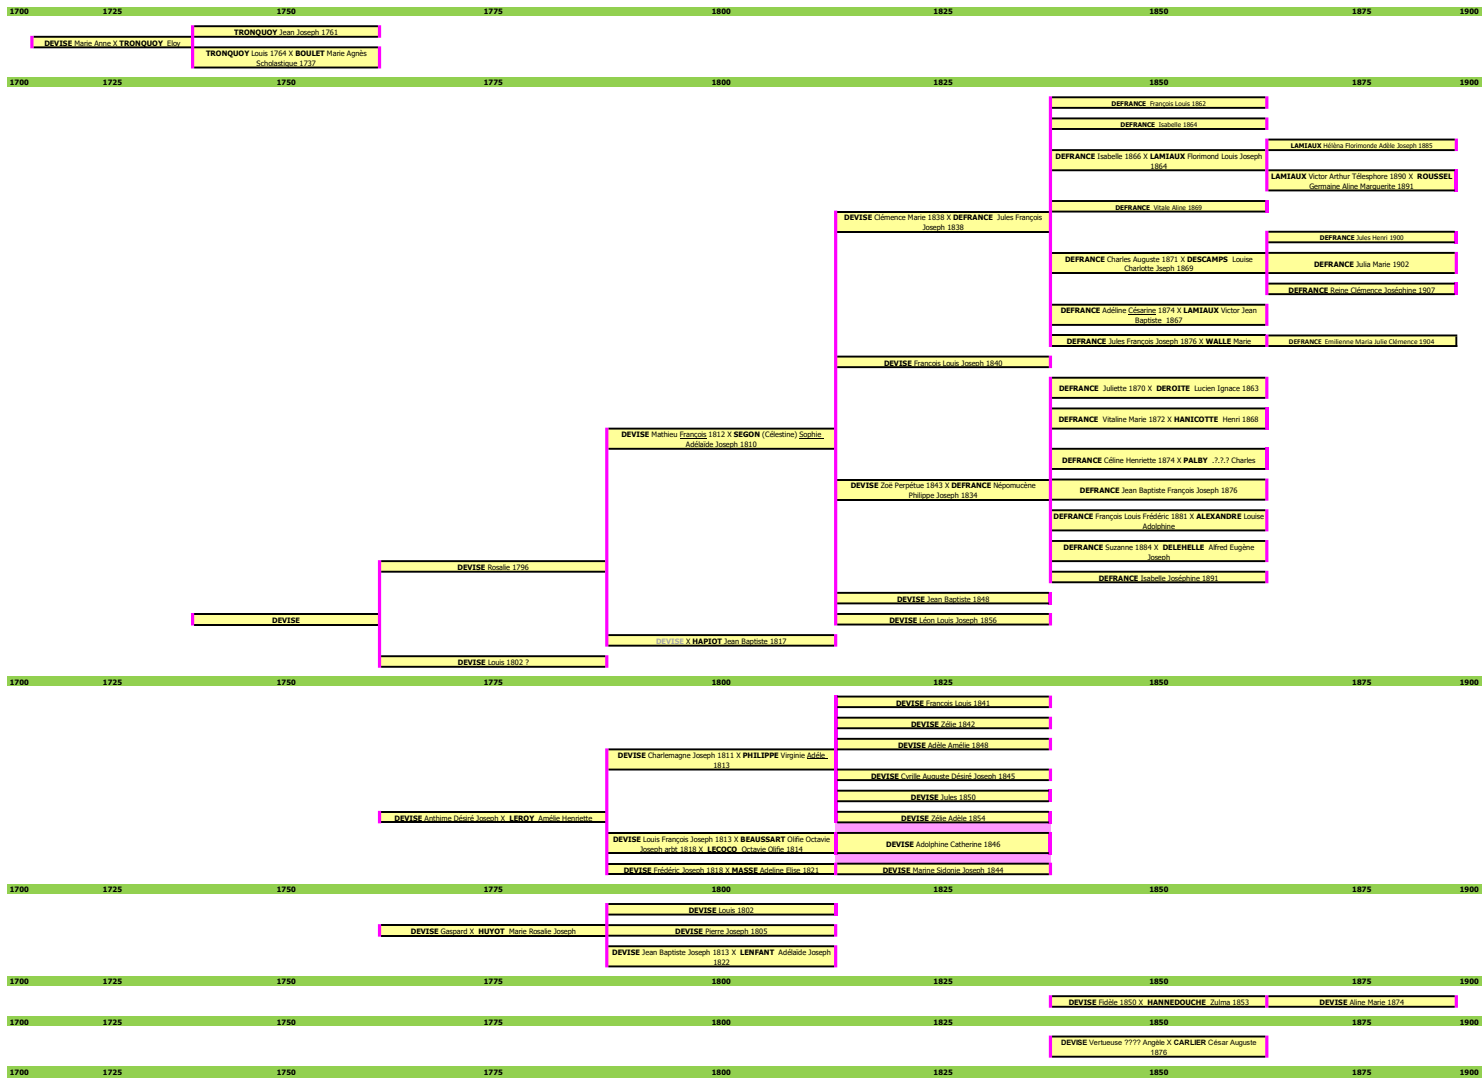 1700 1725 1750 1775 1800 1825 1850 1875 1900
TRONQUOY Jean Joseph 1761
DEVISE Marie Anne X TRONQUOY Eloy
TRONQUOY Louis 1764 X BOULET Marie Agnès
Scholastique 1737
1700 1725 1750 1775 1800 1825 1850 1875 1900
DEFRANCE François Louis 1862
DEFRANCE Isabelle 1864
LAMIAUX Hélèna Florimonde Adèle Joseph 1885
DEFRANCE Isabelle 1866 X LAMIAUX Florimond Louis Joseph
1864
LAMIAUX Victor Arthur Télesphore 1890 X ROUSSEL
Germaine Aline Marguerite 1891
DEFRANCE Vitale Aline 1869
DEVISE Clémence Marie 1838 X DEFRANCE Jules François
Joseph 1838
DEFRANCE Jules Henri 1900
DEFRANCE Charles Auguste 1871 X DESCAMPS Louise
Charlotte Jseph 1869
DEFRANCE Julia Marie 1902
DEFRANCE Reine Clémence Joséphine 1907
DEFRANCE Adéline Césarine 1874 X LAMIAUX Victor Jean
Baptiste 1867
DEFRANCE Jules François Joseph 1876 X WALLE Marie
DEFRANCE Emilienne Maria Julie Clémence 1904
DEVISE François Louis Joseph 1840
DEFRANCE Juliette 1870 X DEROITE Lucien Ignace 1863
DEFRANCE Vitaline Marie 1872 X HANICOTTE Henri 1868
DEVISE Mathieu François 1812 X SEGON (Célestine) Sophie
Adélaïde Joseph 1810
DEFRANCE Céline Henriette 1874 X PALBY .?.?.? Charles
DEVISE Zoë Perpétue 1843 X DEFRANCE Népomucène
Philippe Joseph 1834
DEFRANCE Jean Baptiste François Joseph 1876
DEFRANCE François Louis Frédéric 1881 X ALEXANDRE Louise
Adolphine
DEFRANCE Suzanne 1884 X DELEHELLE Alfred Eugène
Joseph
DEVISE Rosalie 1796
DEFRANCE Isabelle Joséphine 1891
DEVISE Jean Baptiste 1848
DEVISE
DEVISE Léon Louis Joseph 1856
DEVISE X HAPIOT Jean Baptiste 1817
DEVISE Louis 1802 ?
1700 1725 1750 1775 1800 1825 1850 1875 1900
DEVISE François Louis 1841
DEVISE Zélie 1842
DEVISE Adèle Amélie 1848
DEVISE Charlemagne Joseph 1811 X PHILIPPE Virginie Adéle
1813
DEVISE Cyrille Auguste Désiré Joseph 1845
DEVISE Jules 1850
DEVISE Anthime Désiré Joseph X LEROY Amélie Henriette
DEVISE Zélie Adèle 1854
DEVISE Louis François Joseph 1813 X BEAUSSART Olifie Octavie
Joseph arbt 1818 X LECOCQ Octavie Olifie 1814
DEVISE Adolphine Catherine 1846
DEVISE Frédéric Joseph 1818 X MASSE Adeline Elise 1821
DEVISE Marine Sidonie Joseph 1844
1700 1725 1750 1775 1800 1825 1850 1875 1900
DEVISE Louis 1802
DEVISE Gaspard X HUYOT Marie Rosalie Joseph
DEVISE Pierre Joseph 1805
DEVISE Jean Baptiste Joseph 1813 X LENFANT Adélaïde Joseph
1822
1700 1725 1750 1775 1800 1825 1850 1875 1900
DEVISE Fidèle 1850 X HANNEDOUCHE Zulma 1853
DEVISE Aline Marie 1874
1700 1725 1750 1775 1800 1825 1850 1875 1900
DEVISE Vertueuse ???? Angèle X CARLIER César Auguste
1876
1700 1725 1750 1775 1800 1825 1850 1875 1900